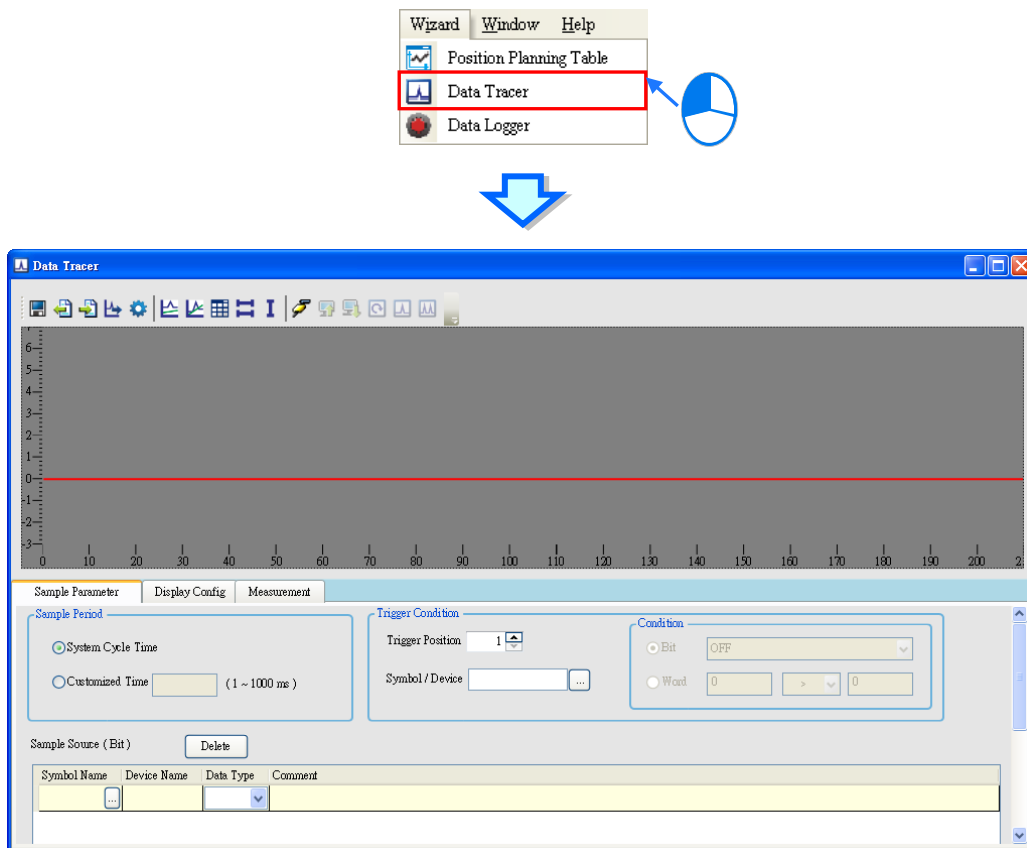 Wizard Window Help
Position Planning Table
Data Tracer
Data Logger
Data Tracer
6
5
4
3
2
1
0
-1
-2
-3
0 10 20 30 40 50 60 70 80 90 100 110 120 130 140 150 160 170 180 190 200 2
Sample Parameter Display Config Measurement
Sample Period
System Cycle Time
Customized Time ( 1 ~ 1000 ms )
Trigger Condition
Trigger Position 1
Symbol / Device ...
Condition
Bit OFF
Word 0 > 0
Sample Source ( Bit ) Delete
Symbol Name Device Name Data Type Comment
...